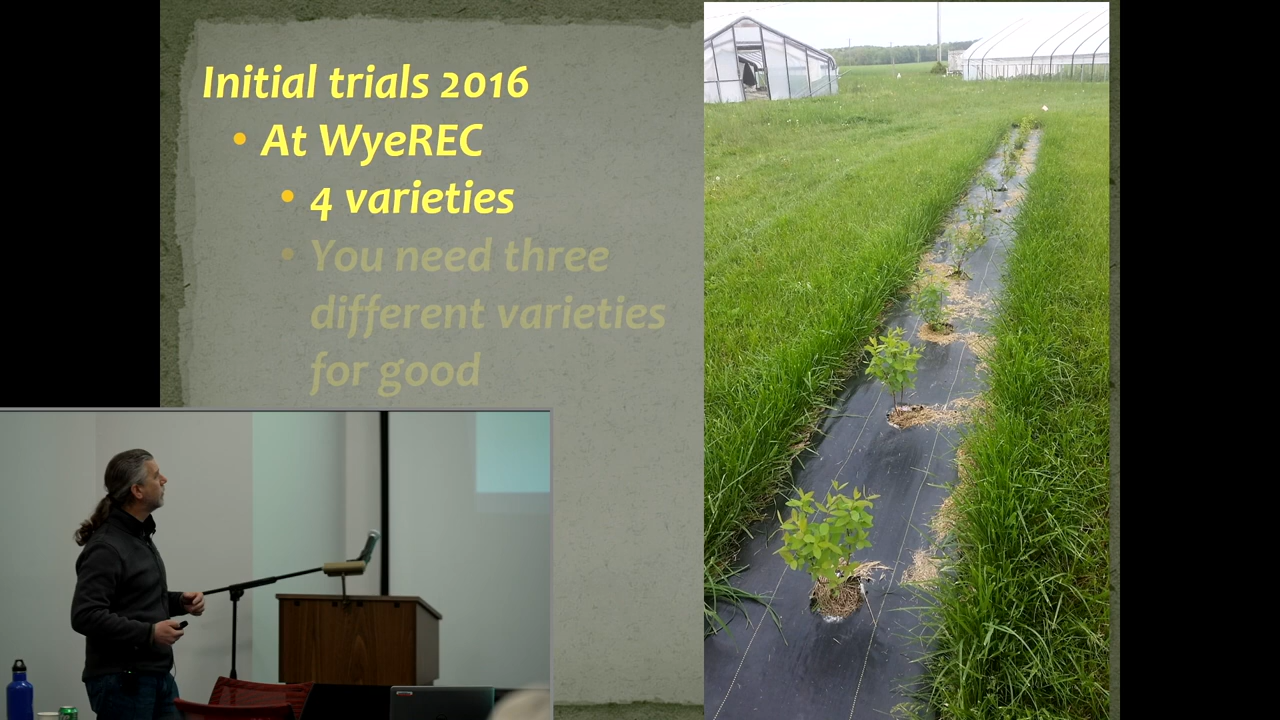 Initial trials 2016
• At WyeREC
• 4 varieties
• You need three
different varieties
for good